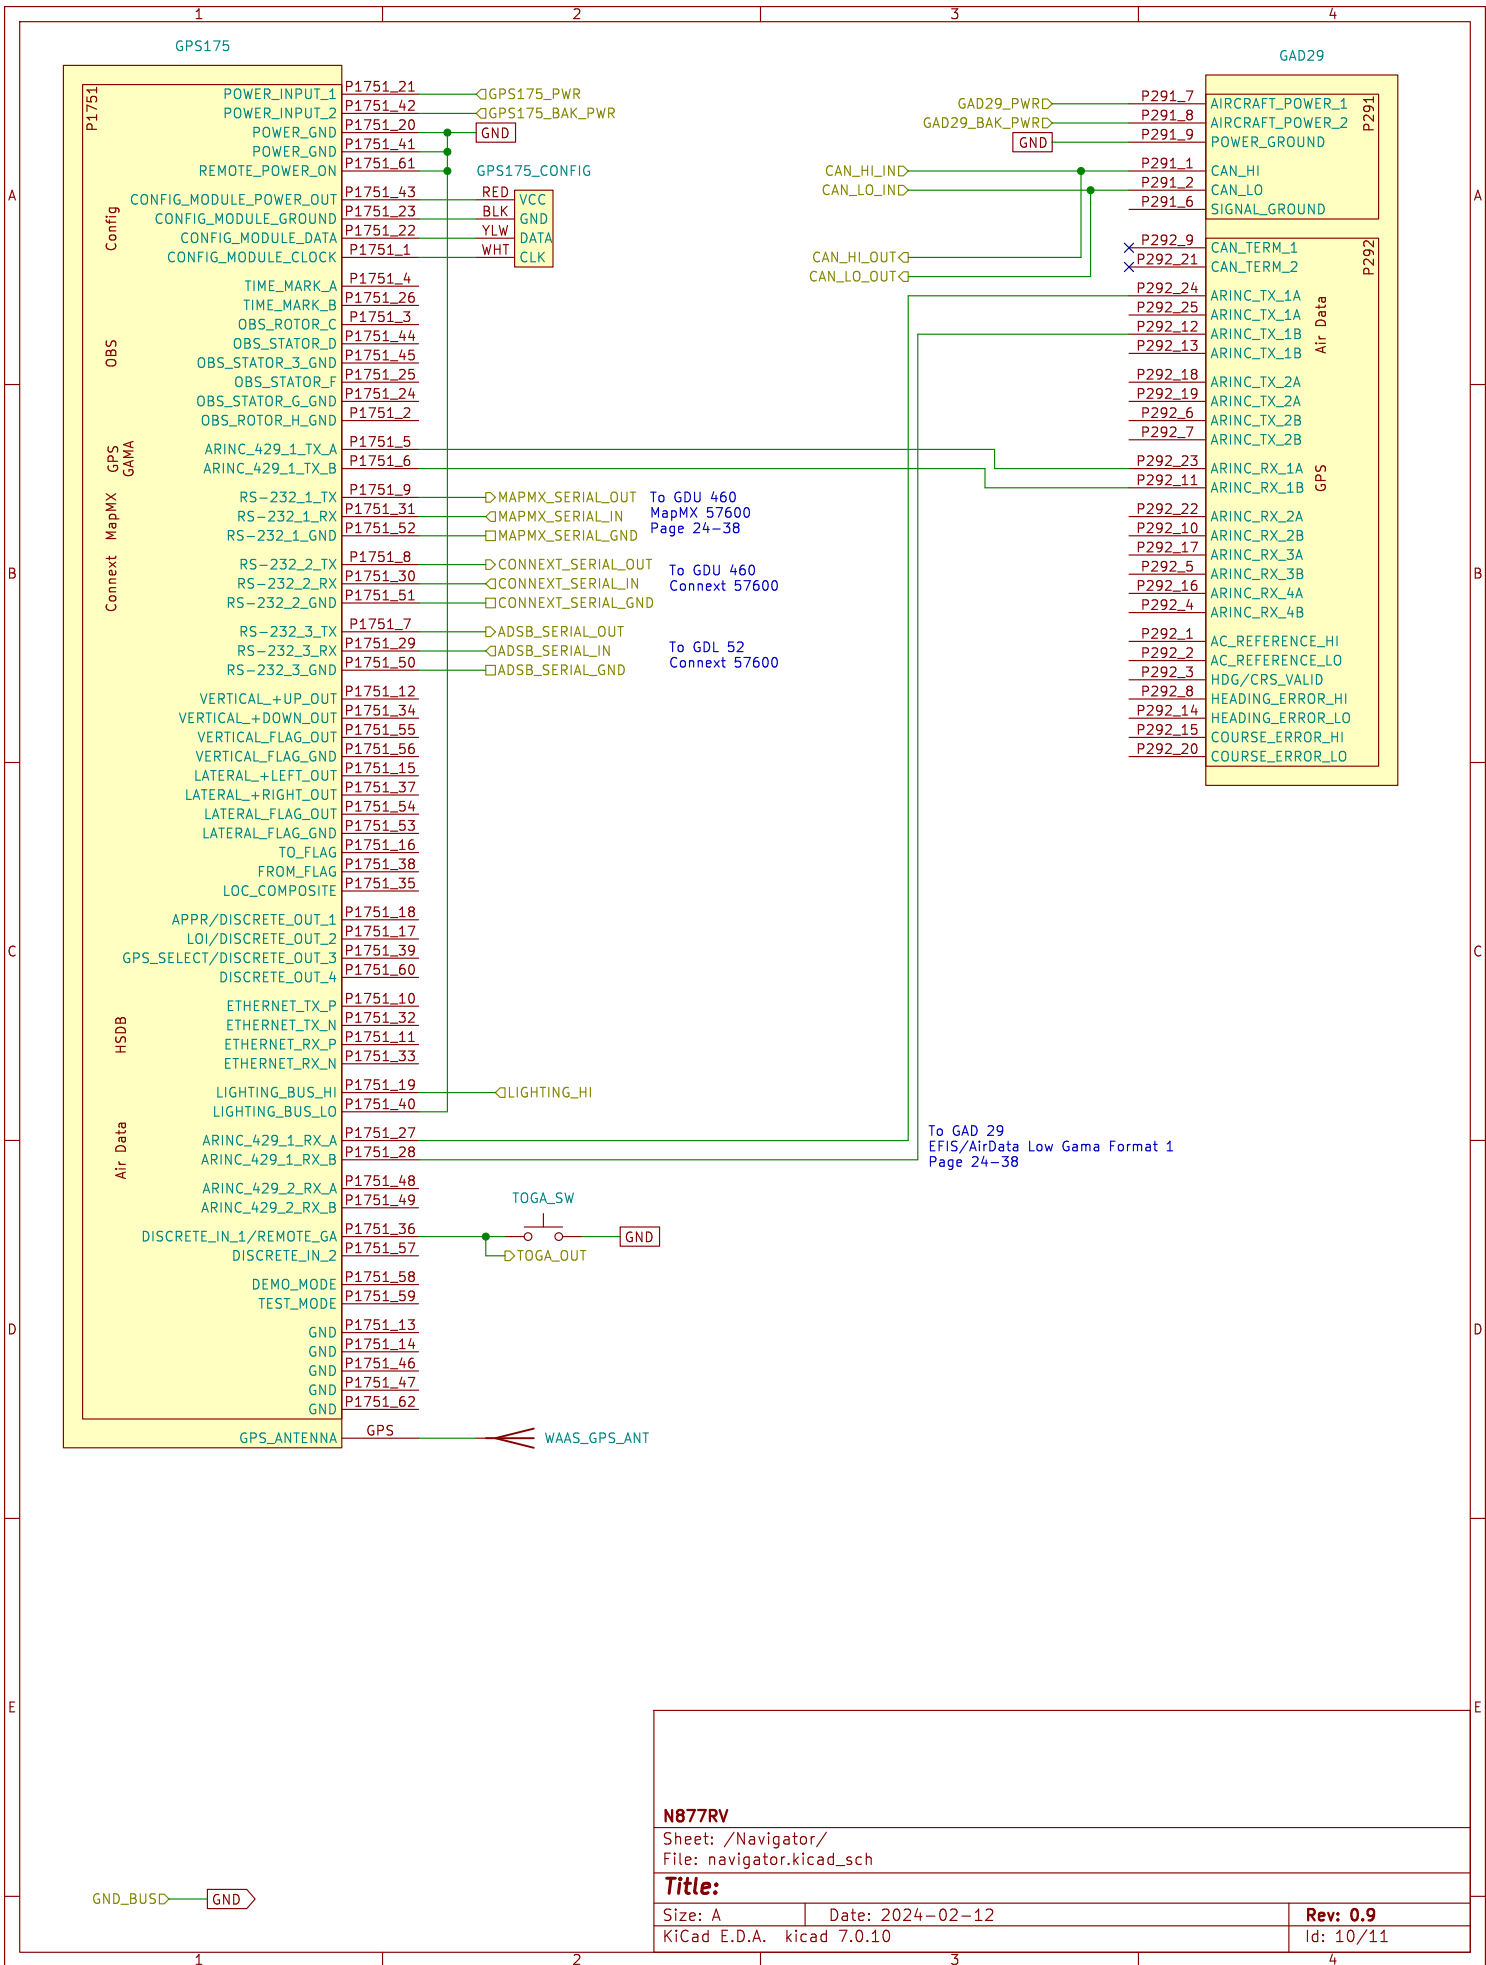 1
2
3
4
GPS175
P1751
POWER_INPUT_1 P1751_21 GPS175_PWR
POWER_INPUT_2 P1751_42 GPS175_BAK_PWR
POWER_GND P1751_20 GND
POWER_GND P1751_41
REMOTE_POWER_ON P1751_61
GPS175_CONFIG
Config
CONFIG_MODULE_POWER_OUT P1751_43 RED VCC
CONFIG_MODULE_GROUND P1751_23 BLK GND
CONFIG_MODULE_DATA P1751_22 YLW DATA
CONFIG_MODULE_CLOCK P1751_1 WHT CLK
TIME_MARK_A P1751_4
TIME_MARK_B P1751_26
OBS
OBS_ROTOR_C P1751_3
OBS_STATOR_D P1751_44
OBS_STATOR_3_GND P1751_45
OBS_STATOR_F P1751_25
OBS_STATOR_G_GND P1751_24
OBS_ROTOR_H_GND P1751_2
GPS
GAMA
ARINC_429_1_TX_A P1751_5
ARINC_429_1_TX_B P1751_6
MapMX
RS-232_1_TX P1751_9 MAPMX_SERIAL_OUT
RS-232_1_RX P1751_31 MAPMX_SERIAL_IN
RS-232_1_GND P1751_52 MAPMX_SERIAL_GND
To GDU 460
MapMX 57600
Page 24-38
Connext
RS-232_2_TX P1751_8 CONNEXT_SERIAL_OUT
RS-232_2_RX P1751_30 CONNEXT_SERIAL_IN
RS-232_2_GND P1751_51 CONNEXT_SERIAL_GND
To GDU 460
Connext 57600
RS-232_3_TX P1751_7 ADSB_SERIAL_OUT
RS-232_3_RX P1751_29 ADSB_SERIAL_IN
RS-232_3_GND P1751_50 ADSB_SERIAL_GND
To GDL 52
Connext 57600
VERTICAL_+UP_OUT P1751_12
VERTICAL_+DOWN_OUT P1751_34
VERTICAL_FLAG_OUT P1751_55
VERTICAL_FLAG_GND P1751_56
LATERAL_+LEFT_OUT P1751_15
LATERAL_+RIGHT_OUT P1751_37
LATERAL_FLAG_OUT P1751_54
LATERAL_FLAG_GND P1751_53
TO_FLAG P1751_16
FROM_FLAG P1751_38
LOC_COMPOSITE P1751_35
APPR/DISCRETE_OUT_1 P1751_18
LOI/DISCRETE_OUT_2 P1751_17
GPS_SELECT/DISCRETE_OUT_3 P1751_39
DISCRETE_OUT_4 P1751_60
HSDB
ETHERNET_TX_P P1751_10
ETHERNET_TX_N P1751_32
ETHERNET_RX_P P1751_11
ETHERNET_RX_N P1751_33
LIGHTING_BUS_HI P1751_19 LIGHTING_HI
LIGHTING_BUS_LO P1751_40
Air Data
ARINC_429_1_RX_A P1751_27
ARINC_429_1_RX_B P1751_28
To GAD 29
EFIS/AirData Low Gama Format 1
Page 24-38
ARINC_429_2_RX_A P1751_48
ARINC_429_2_RX_B P1751_49
TOGA_SW
DISCRETE_IN_1/REMOTE_GA P1751_36 GND
DISCRETE_IN_2 P1751_57 TOGA_OUT
DEMO_MODE P1751_58
TEST_MODE P1751_59
GND P1751_13
GND P1751_14
GND P1751_46
GND P1751_47
GND P1751_62
GPS_ANTENNA GPS WAAS_GPS_ANT
GAD29
P291
GAD29_PWR P291_7 AIRCRAFT_POWER_1
GAD29_BAK_PWR P291_8 AIRCRAFT_POWER_2
GND P291_9 POWER_GROUND
CAN_HI_IN P291_1 CAN_HI
CAN_LO_IN P291_2 CAN_LO
P291_6 SIGNAL_GROUND
CAN_HI_OUT
CAN_LO_OUT
P292
P292_9 CAN_TERM_1
P292_21 CAN_TERM_2
Air Data
P292_24 ARINC_TX_1A
P292_25 ARINC_TX_1A
P292_12 ARINC_TX_1B
P292_13 ARINC_TX_1B
P292_18 ARINC_TX_2A
P292_19 ARINC_TX_2A
P292_6 ARINC_TX_2B
P292_7 ARINC_TX_2B
GPS
P292_23 ARINC_RX_1A
P292_11 ARINC_RX_1B
P292_22 ARINC_RX_2A
P292_10 ARINC_RX_2B
P292_17 ARINC_RX_3A
P292_5 ARINC_RX_3B
P292_16 ARINC_RX_4A
P292_4 ARINC_RX_4B
P292_1 AC_REFERENCE_HI
P292_2 AC_REFERENCE_LO
P292_3 HDG/CRS_VALID
P292_8 HEADING_ERROR_HI
P292_14 HEADING_ERROR_LO
P292_15 COURSE_ERROR_HI
P292_20 COURSE_ERROR_LO
A
A
B
B
C
C
D
D
E
E
GND_BUS GND
N877RV
Sheet: /Navigator/
File: navigator.kicad_sch
Title:
Size: A Date: 2024-02-12 Rev: 0.9
KiCad E.D.A. kicad 7.0.10 Id: 10/11
1
2
3
4